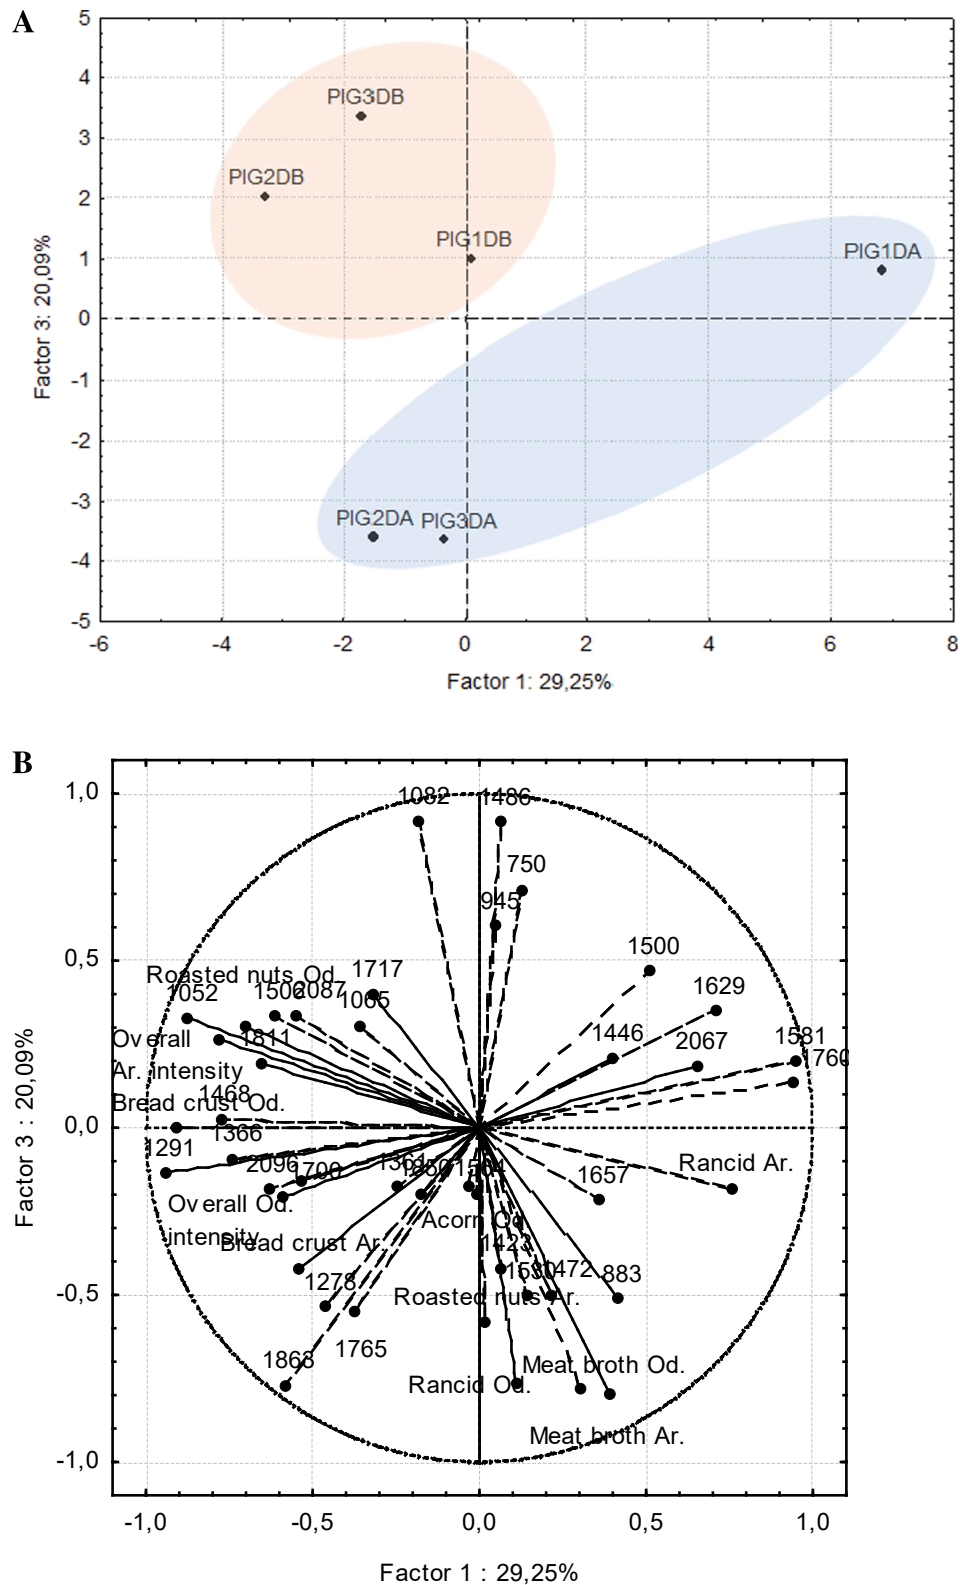 A
5
4
PIG3DB
3
PIG2DB
2
PIG1DB
PIG1DA
1
0
-1
-2
-3
PIG2DA PIG3DA
-4
-5
-6 -4 -2 0 2 4 6 8
Factor 3: 20,09%
Factor 1: 29,25%
B
1,0
1082 1486
750
945
0,5
1717
1500
Roasted nuts Od.
1052 1506 2087 1065
1629
Overall
1811
1446 2067 1581
1760
Ar. intensity
Bread crust Od.
1468
0,0
1366
1291
2096 1700 1361 1850 1564
1657
Rancid Ar.
Overall Od.
intensity
Acorn Od.
Bread crust Ar.
1423
1278
1530 1472 883
-0,5
Roasted nuts Ar.
1765
1863
Meat broth Od.
Rancid Od.
Meat broth Ar.
-1,0
-1,0 -0,5 0,0 0,5 1,0
Factor 3 : 20,09%
Factor 1 : 29,25%